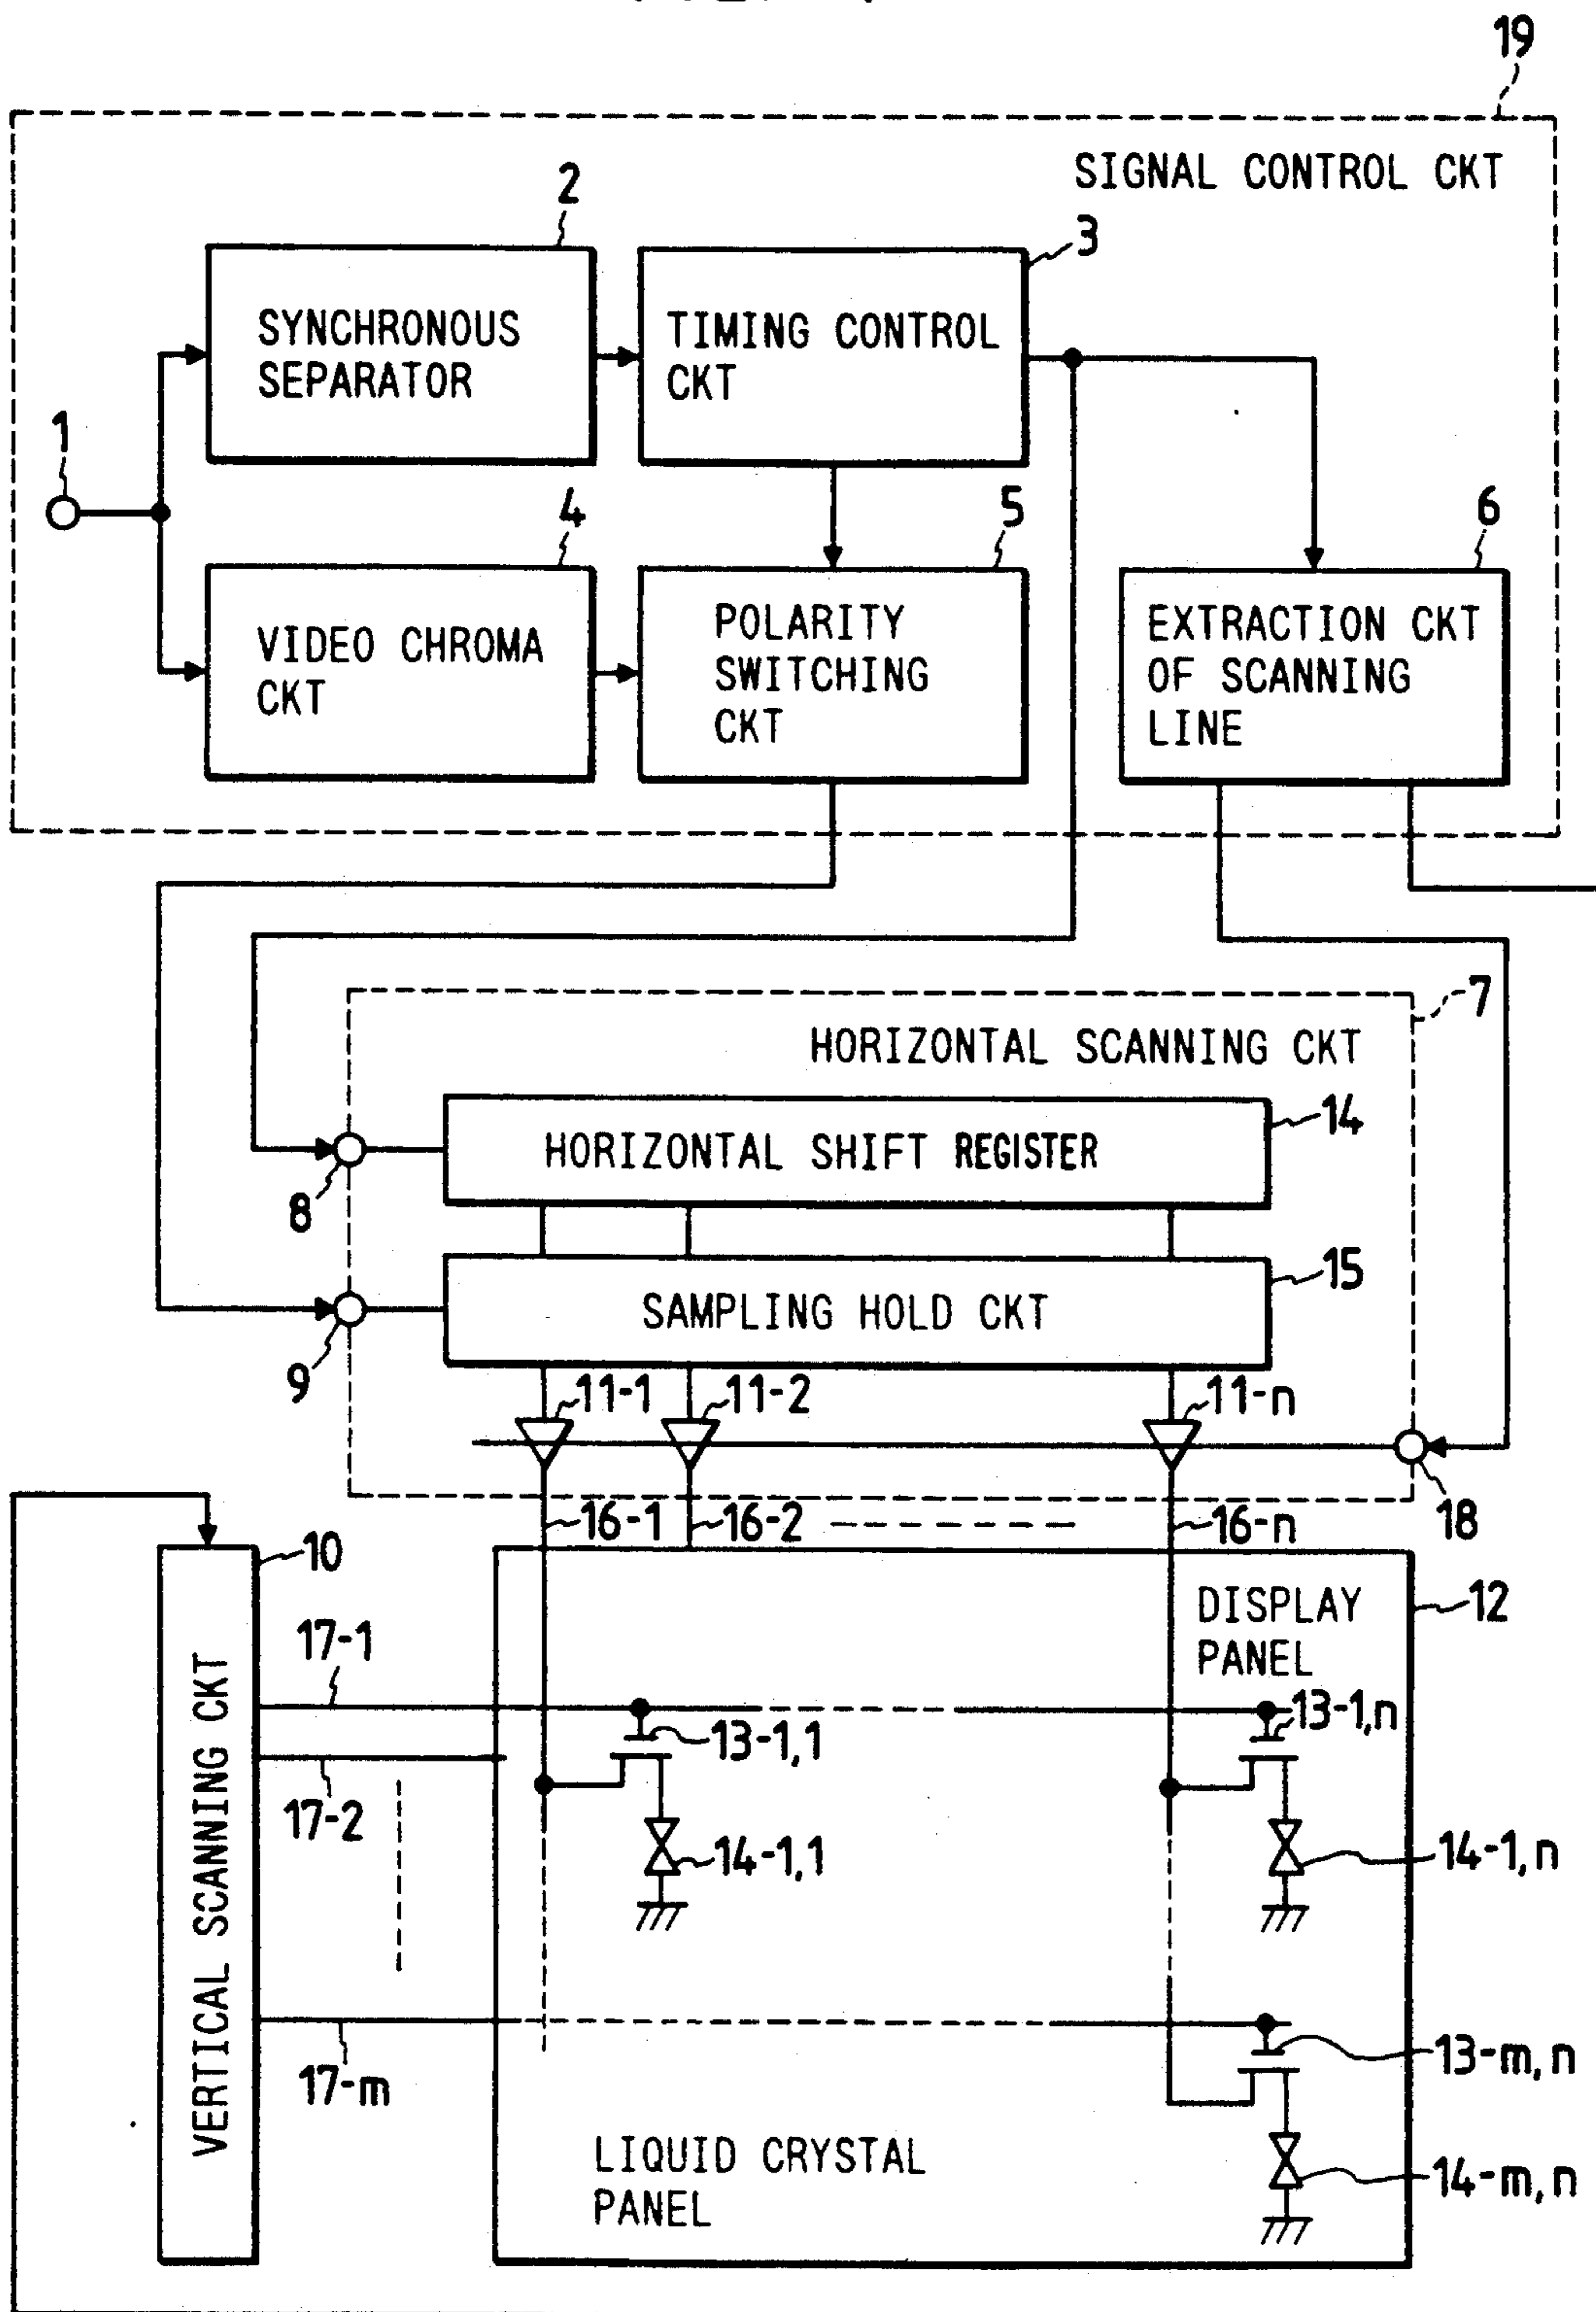 19
SIGNAL CONTROL CKT
2
3
SYNCHRONOUS
SEPARATOR
TIMING CONTROL
CKT
1
4
5
6
VIDEO CHROMA
CKT
POLARITY
SWITCHING
CKT
EXTRACTION CKT
OF SCANNING
LINE
7
HORIZONTAL SCANNING CKT
14
HORIZONTAL SHIFT REGISTER
8
15
SAMPLING HOLD CKT
9
11-1
11-2
11-n
18
16-1
16-2
16-n
10
DISPLAY
PANEL
12
VERTICAL SCANNING CKT
17-1
13-1,1
13-1,n
17-2
14-1,1
14-1,n
17-m
13-m,n
LIQUID CRYSTAL
PANEL
14-m,n